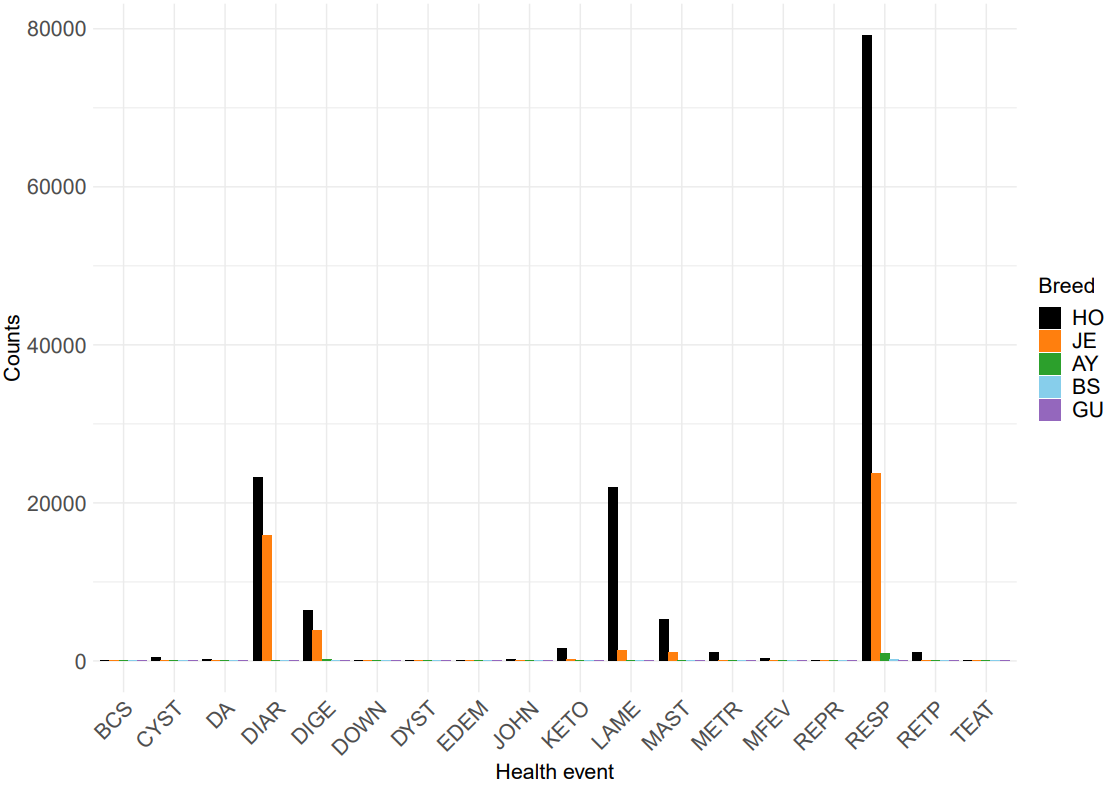 80000
60000
40000
20000
0
Counts
BCS
CYST
DA
DIAR
DIGE
DOWN
DYST
EDEM
JOHN
KETO
LAME
MAST
METR
MFEV
REPR
RESP
RETP
TEAT
Health event
Breed
HO
JE
AY
BS
GU